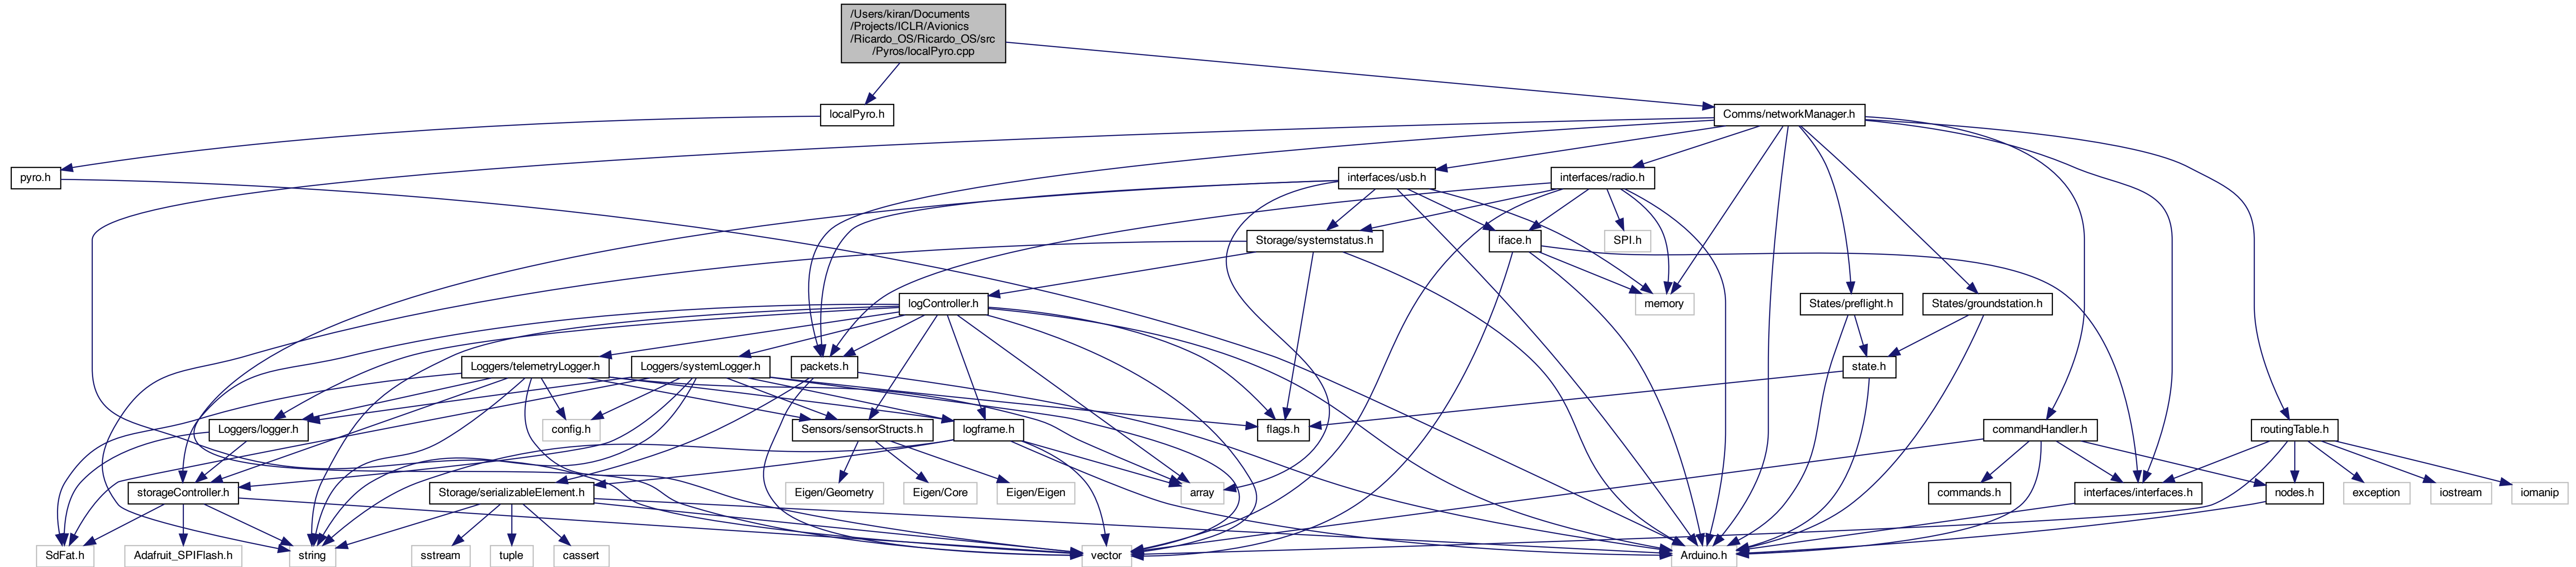 /Users/kiran/Documents
/Projects/ICLR/Avionics
/Ricardo_OS/Ricardo_OS/src
/Pyros/localPyro.cpp
localPyro.h
Comms/networkManager.h
pyro.h
interfaces/usb.h
interfaces/radio.h
Storage/systemstatus.h
iface.h
SPI.h
logController.h
memory
States/preflight.h
States/groundstation.h
Loggers/telemetryLogger.h
Loggers/systemLogger.h
packets.h
state.h
Loggers/logger.h
config.h
Sensors/sensorStructs.h
logframe.h
flags.h
commandHandler.h
routingTable.h
storageController.h
Storage/serializableElement.h
Eigen/Geometry
Eigen/Core
Eigen/Eigen
array
commands.h
interfaces/interfaces.h
nodes.h
exception
iostream
iomanip
SdFat.h
Adafruit_SPIFlash.h
string
sstream
tuple
cassert
vector
Arduino.h